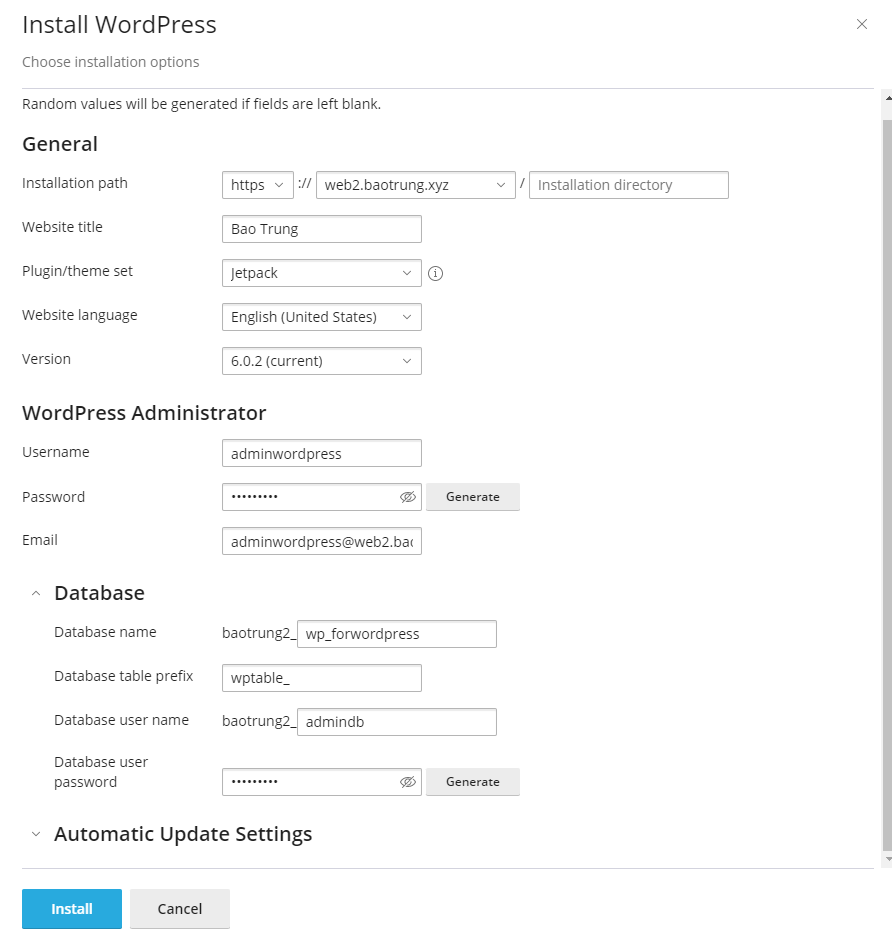 Install WordPress
Choose installation options
Random values will be generated if fields are left blank.
General
Installation path https :// web2.baotrung.xyz / Installation directory
Website title Bao Trung
Plugin/theme set Jetpack
Website language English (United States)
Version 6.0.2 (current)
WordPress Administrator
Username adminwordpress
Password ••••••••• Generate
Email adminwordpress@web2.bao
Database
Database name baotrung2_ wp_forwordpress
Database table prefix wptable_
Database user name baotrung2_ admindb
Database user
password ••••••••• Generate
Automatic Update Settings
Install Cancel